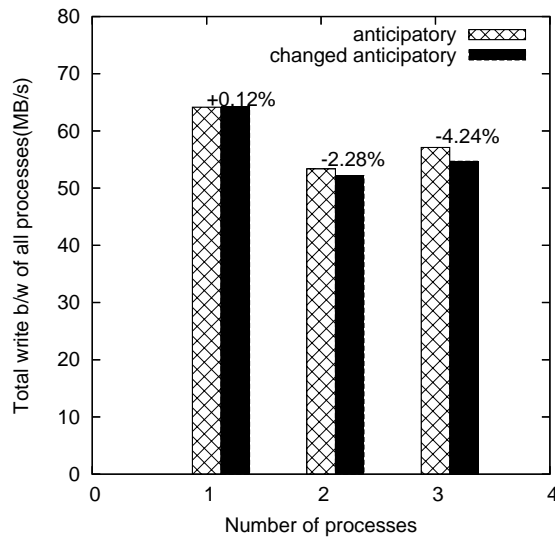 80
70
60
50
40
30
20
10
0
Total write b/w of all processes(MB/s)
anticipatory
changed anticipatory
+0.12%
-2.28%
-4.24%
0 1 2 3 4
Number of processes